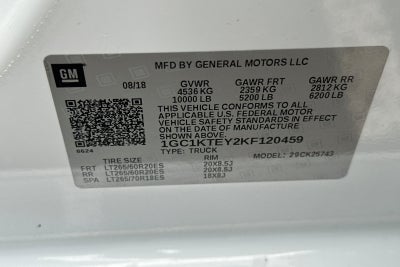 GM
MFD BY GENERAL MOTORS LLC
08/18 GVWR GAWR FRT GAWR RR
4536 KG 2359 KG 2812 KG
10000 LB 5200 LB 6200 LB
THIS VEHICLE CONFORMS TO ALL
APPLICABLE U.S. FEDERAL MOTOR
VEHICLE SAFETY STANDARDS IN
EFFECT ON THE DATE OF
MANUFACTURE SHOWN ABOVE.
1GC1KTEY2KF120459
6624 TYPE: TRUCK MODEL: 29CK25743
TIRE SIZE RIM
FRT LT265/60R20ES 20X8.5J
RR LT265/60R20ES 20X8.5J
SPA LT265/70R18ES 18X8J